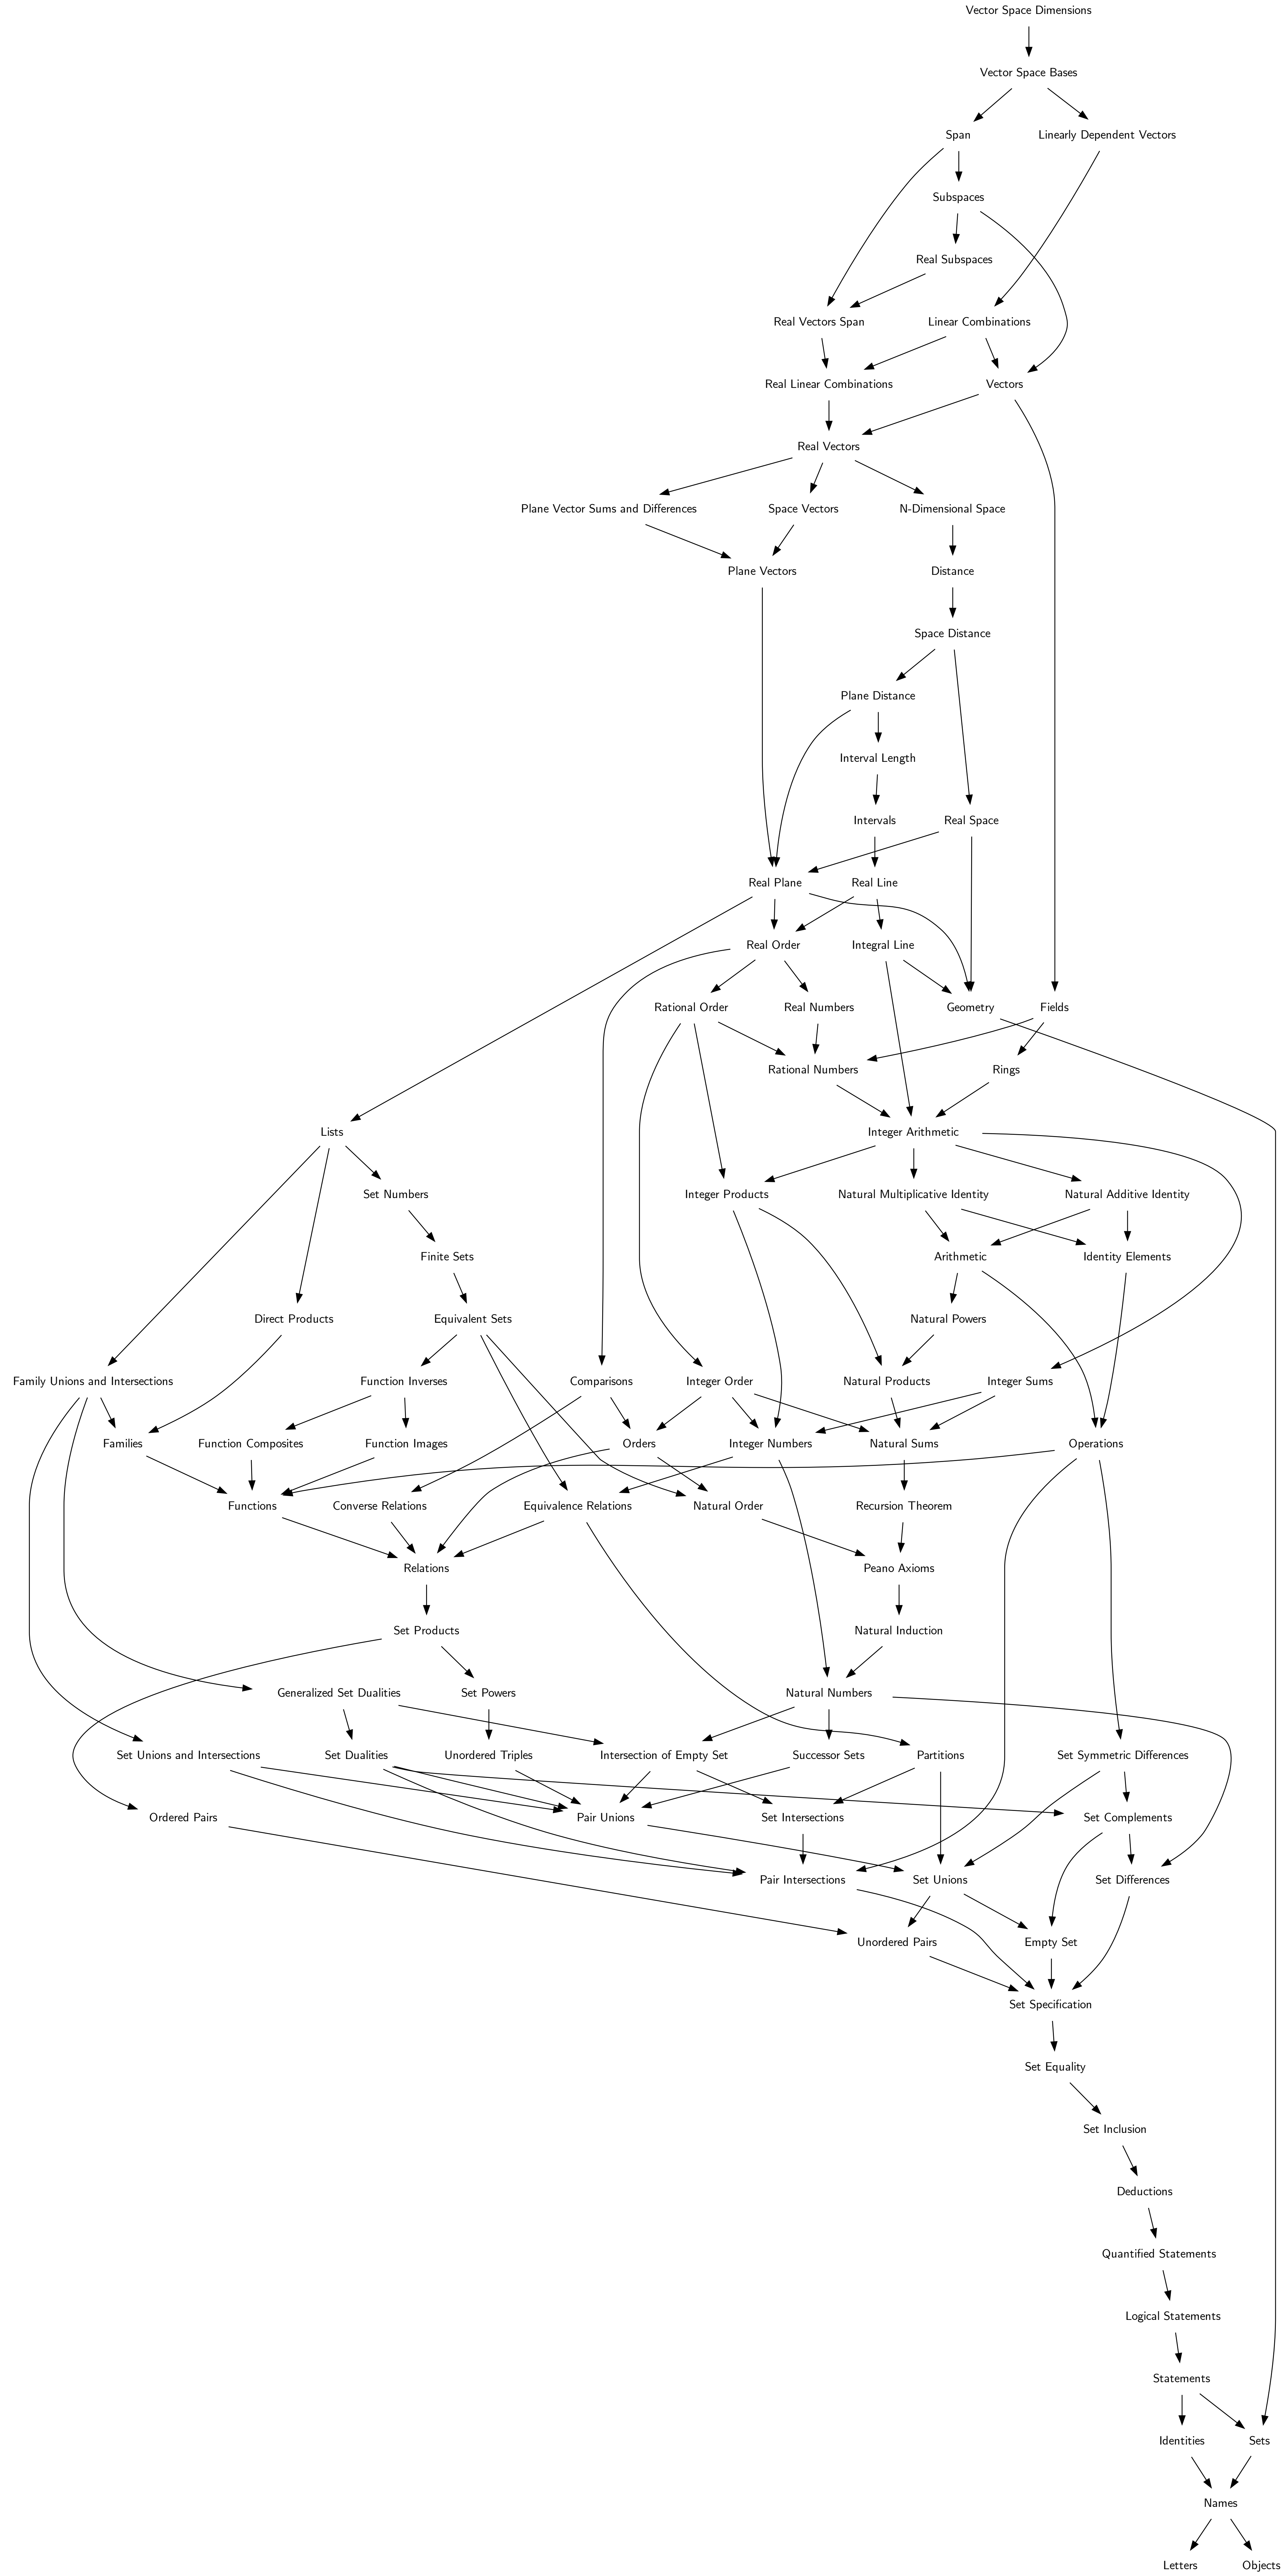 Vector Space Dimensions
Vector Space Bases
Span
Linearly Dependent Vectors
Subspaces
Real Subspaces
Real Vectors Span
Linear Combinations
Real Linear Combinations
Vectors
Real Vectors
Plane Vector Sums and Differences
Space Vectors
N-Dimensional Space
Plane Vectors
Distance
Space Distance
Plane Distance
Interval Length
Intervals
Real Space
Real Plane
Real Line
Real Order
Integral Line
Rational Order
Real Numbers
Geometry
Fields
Rational Numbers
Rings
Lists
Integer Arithmetic
Set Numbers
Integer Products
Natural Multiplicative Identity
Natural Additive Identity
Finite Sets
Arithmetic
Identity Elements
Direct Products
Equivalent Sets
Natural Powers
Family Unions and Intersections
Function Inverses
Comparisons
Integer Order
Natural Products
Integer Sums
Families
Function Composites
Function Images
Orders
Integer Numbers
Natural Sums
Operations
Functions
Converse Relations
Equivalence Relations
Natural Order
Recursion Theorem
Relations
Peano Axioms
Set Products
Natural Induction
Generalized Set Dualities
Set Powers
Natural Numbers
Set Unions and Intersections
Set Dualities
Unordered Triples
Intersection of Empty Set
Successor Sets
Partitions
Set Symmetric Differences
Ordered Pairs
Pair Unions
Set Intersections
Set Complements
Pair Intersections
Set Unions
Set Differences
Unordered Pairs
Empty Set
Set Specification
Set Equality
Set Inclusion
Deductions
Quantified Statements
Logical Statements
Statements
Identities
Sets
Names
Letters
Objects